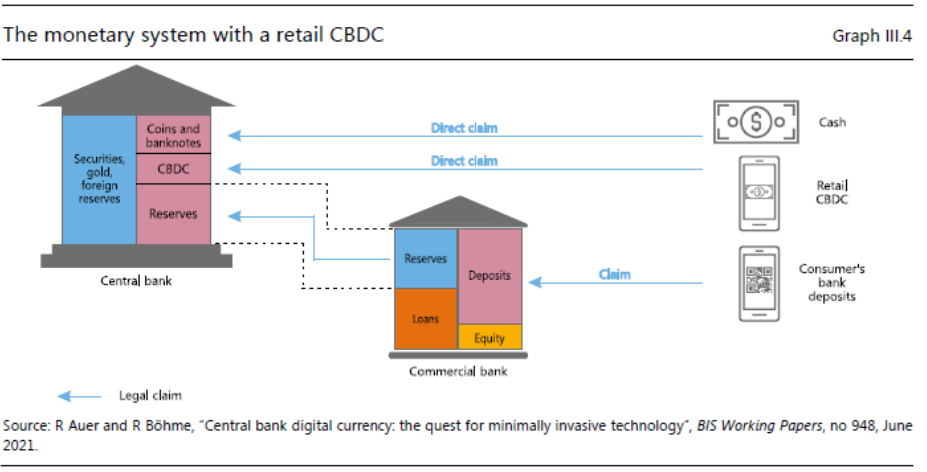 The monetary system with a retail CBDC
Graph III.4
Coins and
banknotes
Securities,
gold,
foreign
reserves
CBDC
Reserves
Central bank
Direct claim
Direct claim
Cash
Retail
CBDC
Reserves
Deposits
Loans
Equity
Commercial bank
Claim
Consumer's
bank
deposits
Legal claim
Source: R Auer and R Böhme, "Central bank digital currency: the quest for minimally invasive technology", BIS Working Papers, no 948, June
2021.